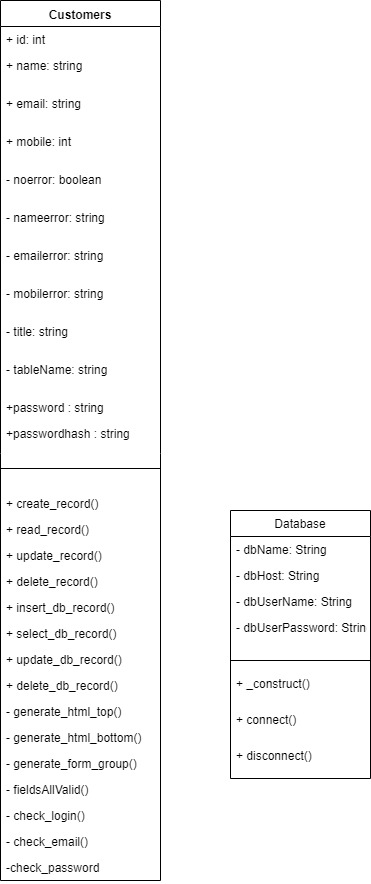 Customers
+ id: int
+ name: string
+ email: string
+ mobile: int
- noerror: boolean
- nameerror: string
- emailerror: string
- mobilerror: string
- title: string
- tableName: string
+password : string
+passwordhash : string
+ create_record()
+ read_record()
+ update_record()
+ delete_record()
+ insert_db_record()
+ select_db_record()
+ update_db_record()
+ delete_db_record()
- generate_html_top()
- generate_html_bottom()
- generate_form_group()
- fieldsAllValid()
- check_login()
- check_email()
-check_password
Database
- dbName: String
- dbHost: String
- dbUserName: String
- dbUserPassword: Strin
+ _construct()
+ connect()
+ disconnect()